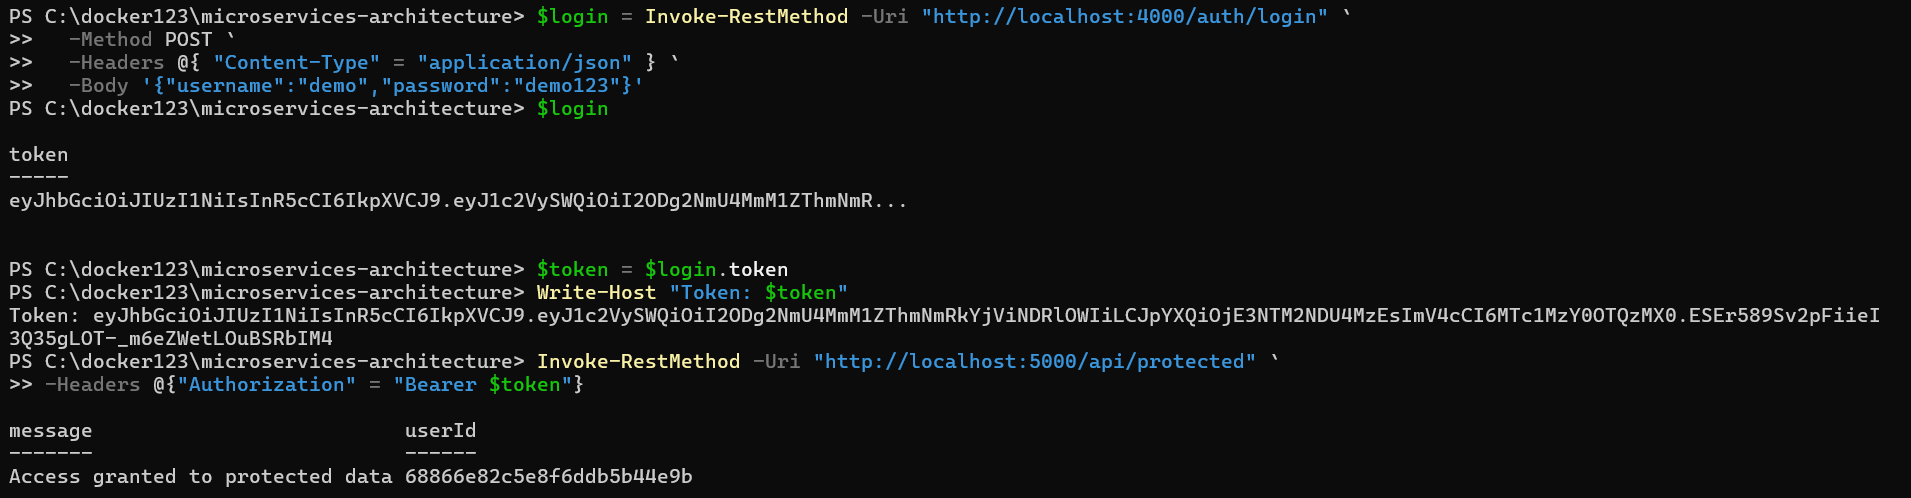 PS C:\docker123\microservices-architecture> $login = Invoke-RestMethod -Uri "http://localhost:4000/auth/login" `
>>   -Method POST `
>>   -Headers @{ "Content-Type" = "application/json" } `
>>   -Body '{"username":"demo","password":"demo123"}'
PS C:\docker123\microservices-architecture> $login
token
-----
eyJhbGciOiJIUzI1NiIsInR5cCI6IkpXVCJ9.eyJ1c2VySWQiOiI2ODg2NmU4MmM1ZThmNmR...
PS C:\docker123\microservices-architecture> $token = $login.token
PS C:\docker123\microservices-architecture> Write-Host "Token: $token"
Token: eyJhbGciOiJIUzI1NiIsInR5cCI6IkpXVCJ9.eyJ1c2VySWQiOiI2ODg2NmU4MmM1ZThmNmRkYjViNDRlOWIiLCJpYXQiOjE3NTM2NDU4MzEsImV4cCI6MTc1MzY0OTQzMX0.ESEr589Sv2pFiieI
3Q35gLOT-_m6eZWetLOuBSRbIM4
PS C:\docker123\microservices-architecture> Invoke-RestMethod -Uri "http://localhost:5000/api/protected" `
>> -Headers @{"Authorization" = "Bearer $token"}
message                          userId
-------                          ------
Access granted to protected data 68866e82c5e8f6ddb5b44e9b